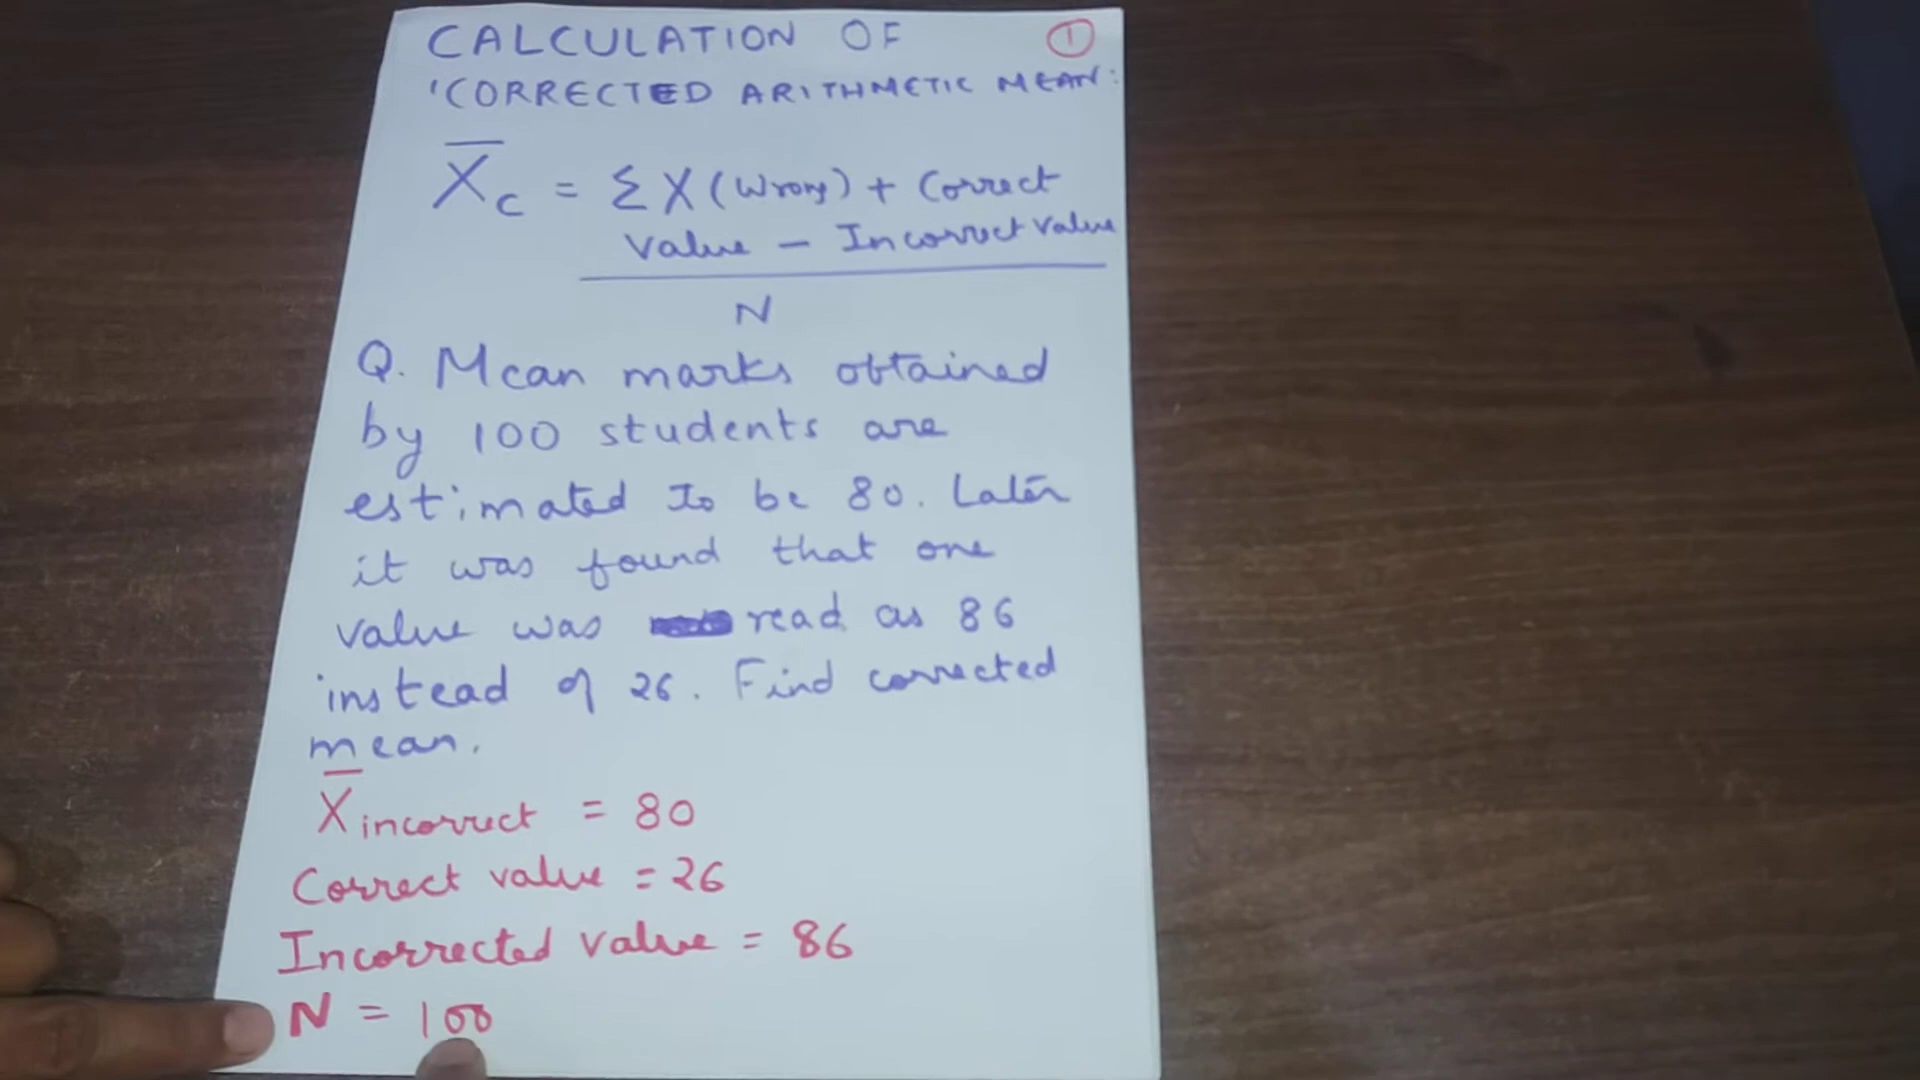 CALCULATION OF ①
'CORRECTED ARITHMETIC MEAN:
X̅c = Σ X (Wrong) + Correct
Value - Incorrect value
N
Q. Mean marks obtained
by 100 students are
estimated to be 80. Later
it was found that one
value was read as 86
instead of 26. Find corrected
mean.
X̅ incorrect = 80
Correct value = 26
Incorrected value = 86
N = 100